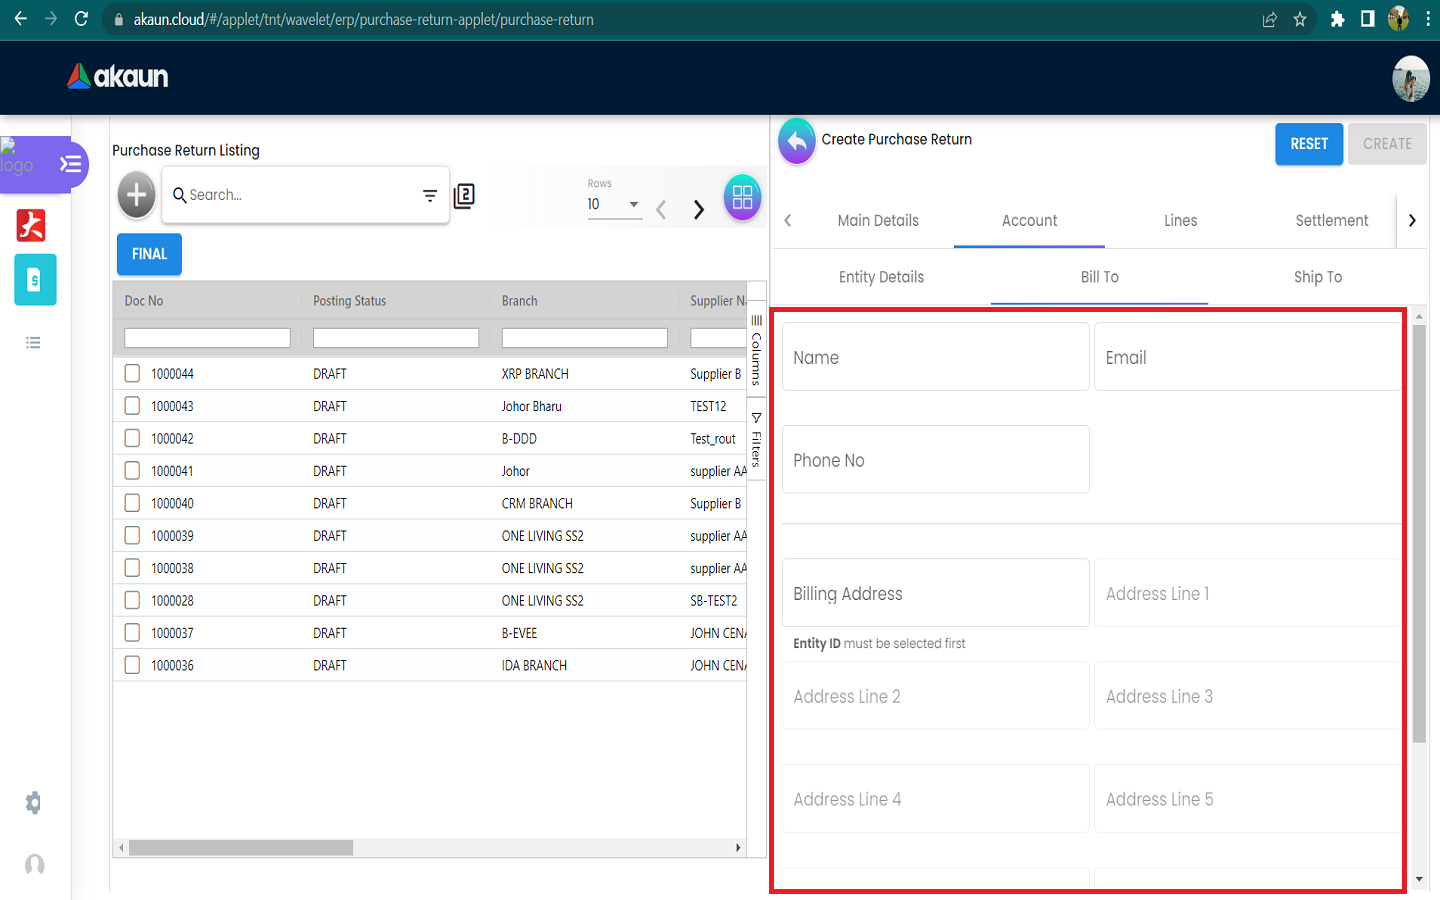 akaun.cloud/#/applet/tnt/wavelet/erp/purchase-return-applet/purchase-return
akaun
logo
Purchase Return Listing
Search...
2
Rows
10
FINAL
Doc No Posting Status Branch Supplier Na
1000044 DRAFT XRP BRANCH Supplier B
1000043 DRAFT Johor Bharu TEST12
1000042 DRAFT B-DDD Test_rout
1000041 DRAFT Johor supplier AA
1000040 DRAFT CRM BRANCH Supplier B
1000039 DRAFT ONE LIVING SS2 supplier AA
1000038 DRAFT ONE LIVING SS2 supplier AA
1000028 DRAFT ONE LIVING SS2 SB-TEST2
1000037 DRAFT B-EVEE JOHN CENA
1000036 DRAFT IDA BRANCH JOHN CENA
Columns
Filters
Create Purchase Return
RESET CREATE
Main Details Account Lines Settlement
Entity Details Bill To Ship To
Name Email
Phone No
Billing Address Address Line 1
Entity ID must be selected first
Address Line 2 Address Line 3
Address Line 4 Address Line 5